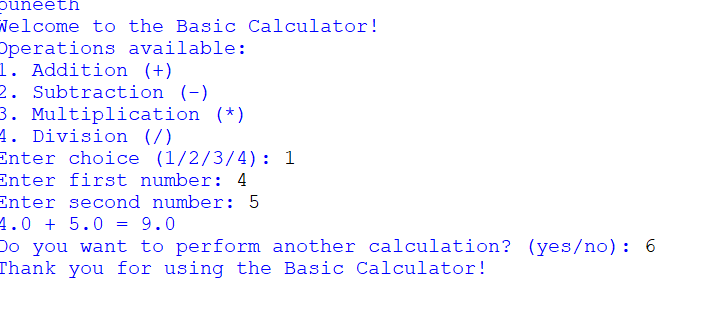 puneeth
Welcome to the Basic Calculator!
Operations available:
1. Addition (+)
2. Subtraction (-)
3. Multiplication (*)
4. Division (/)
Enter choice (1/2/3/4): 1
Enter first number: 4
Enter second number: 5
4.0 + 5.0 = 9.0
Do you want to perform another calculation? (yes/no): 6
Thank you for using the Basic Calculator!